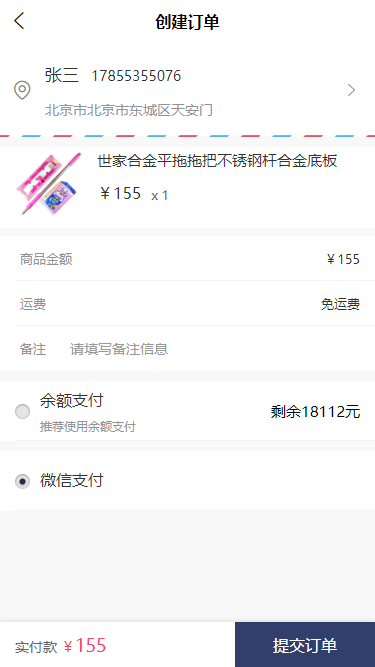 创建订单
张三 17855355076
北京市北京市东城区天安门
世家合金平拖拖把不锈钢杆合金底板
￥155 x 1
商品金额 ￥155
运费 免运费
备注 请填写备注信息
余额支付
推荐使用余额支付
剩余18112元
微信支付
实付款 ￥155
提交订单